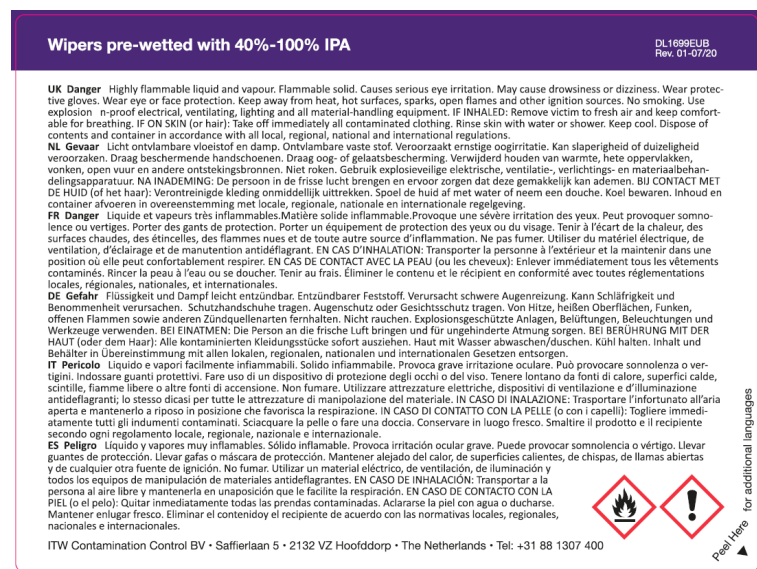 Wipers pre-wetted with 40%-100% IPA
DL1699EUB
Rev. 01-07/20
UK Danger Highly flammable liquid and vapour. Flammable solid. Causes serious eye irritation. May cause drowsiness or dizziness. Wear protec-
tive gloves. Wear eye or face protection. Keep away from heat, hot surfaces, sparks, open flames and other ignition sources. No smoking. Use
explosion n-proof electrical, ventilating, lighting and all material-handling equipment. IF INHALED: Remove victim to fresh air and keep comfort-
able for breathing. IF ON SKIN (or hair): Take off immediately all contaminated clothing. Rinse skin with water or shower. Keep cool. Dispose of
contents and container in accordance with all local, regional, national and international regulations.
NL Gevaar Licht ontvlambare vloeistof en damp. Ontvlambare vaste stof. Veroorzaakt ernstige oogirritatie. Kan slaperigheid of duizeligheid
veroorzaken. Draag beschermende handschoenen. Draag oog- of gelaatsbescherming. Verwijderd houden van warmte, hete oppervlakken,
vonken, open vuur en andere ontstekingsbronnen. Niet roken. Gebruik explosieveilige elektrische, ventilatie-, verlichtings- en materiaalbehan-
delingsapparatuur. NA INADEMING: De persoon in de frisse lucht brengen en ervoor zorgen dat deze gemakkelijk kan ademen. BIJ CONTACT MET
DE HUID (of het haar): Verontreinigde kleding onmiddellijk uittrekken. Spoel de huid af met water of neem een douche. Koel bewaren. Inhoud en
container afvoeren in overeenstemming met locale, regionale, nationale en internationale regelgeving.
FR Danger Liquide et vapeurs très inflammables.Matière solide inflammable.Provoque une sévère irritation des yeux. Peut provoquer somno-
lence ou vertiges. Porter des gants de protection. Porter un équipement de protection des yeux ou du visage. Tenir à l'écart de la chaleur, des
surfaces chaudes, des étincelles, des flammes nues et de toute autre source d'inflammation. Ne pas fumer. Utiliser du matériel électrique, de
ventilation, d'éclairage et de manutention antidéflagrant. EN CAS D'INHALATION: Transporter la personne à l'extérieur et la maintenir dans une
position où elle peut confortablement respirer. EN CAS DE CONTACT AVEC LA PEAU (ou les cheveux): Enlever immédiatement tous les vêtements
contaminés. Rincer la peau à l'eau ou se doucher. Tenir au frais. Éliminer le contenu et le récipient en conformité avec toutes réglementations
locales, régionales, nationales, et internationales.
DE Gefahr Flüssigkeit und Dampf leicht entzündbar. Entzündbarer Feststoff. Verursacht schwere Augenreizung. Kann Schläfrigkeit und
Benommenheit verursachen. Schutzhandschuhe tragen. Augenschutz oder Gesichtsschutz tragen. Von Hitze, heißen Oberflächen, Funken,
offenen Flammen sowie anderen Zündquellenarten fernhalten. Nicht rauchen. Explosionsgeschützte Anlagen, Belüftungen, Beleuchtungen und
Werkzeuge verwenden. BEI EINATMEN: Die Person an die frische Luft bringen und für ungehinderte Atmung sorgen. BEI BERÜHRUNG MIT DER
HAUT (oder dem Haar): Alle kontaminierten Kleidungsstücke sofort ausziehen. Haut mit Wasser abwaschen/duschen. Kühl halten. Inhalt und
Behälter in Übereinstimmung mit allen lokalen, regionalen, nationalen und internationalen Gesetzen entsorgen.
IT Pericolo Liquido e vapori facilmente infiammabili. Solido infiammabile. Provoca grave irritazione oculare. Può provocare sonnolenza o ver-
tigini. Indossare guanti protettivi. Fare uso di un dispositivo di protezione degli occhi o del viso. Tenere lontano da fonti di calore, superfici calde,
scintille, fiamme libere o altre fonti di accensione. Non fumare. Utilizzare attrezzature elettriche, dispositivi di ventilazione e d'illuminazione
antideflagranti; lo stesso dicasi per tutte le attrezzature di manipolazione del materiale. IN CASO DI INALAZIONE: Trasportare l'infortunato all'aria
aperta e mantenerlo a riposo in posizione che favorisca la respirazione. IN CASO DI CONTATTO CON LA PELLE (o con i capelli): Togliere immedi-
atamente tutti gli indumenti contaminati. Sciacquare la pelle o fare una doccia. Conservare in luogo fresco. Smaltire il prodotto e il recipiente
secondo ogni regolamento locale, regionale, nazionale e internazionale.
ES Peligro Líquido y vapores muy inflamables. Sólido inflamable. Provoca irritación ocular grave. Puede provocar somnolencia o vértigo. Llevar
guantes de protección. Llevar gafas o máscara de protección. Mantener alejado del calor, de superficies calientes, de chispas, de llamas abiertas
y de cualquier otra fuente de ignición. No fumar. Utilizar un material eléctrico, de ventilación, de iluminación y
todos los equipos de manipulación de materiales antideflagrantes. EN CASO DE INHALACIÓN: Transportar a la
persona al aire libre y mantenerla en unaposición que le facilite la respiración. EN CASO DE CONTACTO CON LA
PIEL (o el pelo): Quitar inmediatamente todas las prendas contaminadas. Aclararse la piel con agua o ducharse.
Mantener enlugar fresco. Eliminar el contenidoy el recipiente de acuerdo con las normativas locales, regionales,
nacionales e internacionales.
ITW Contamination Control BV • Saffierlaan 5 • 2132 VZ Hoofddorp • The Netherlands • Tel: +31 88 1307 400
Peel Here
for additional languages